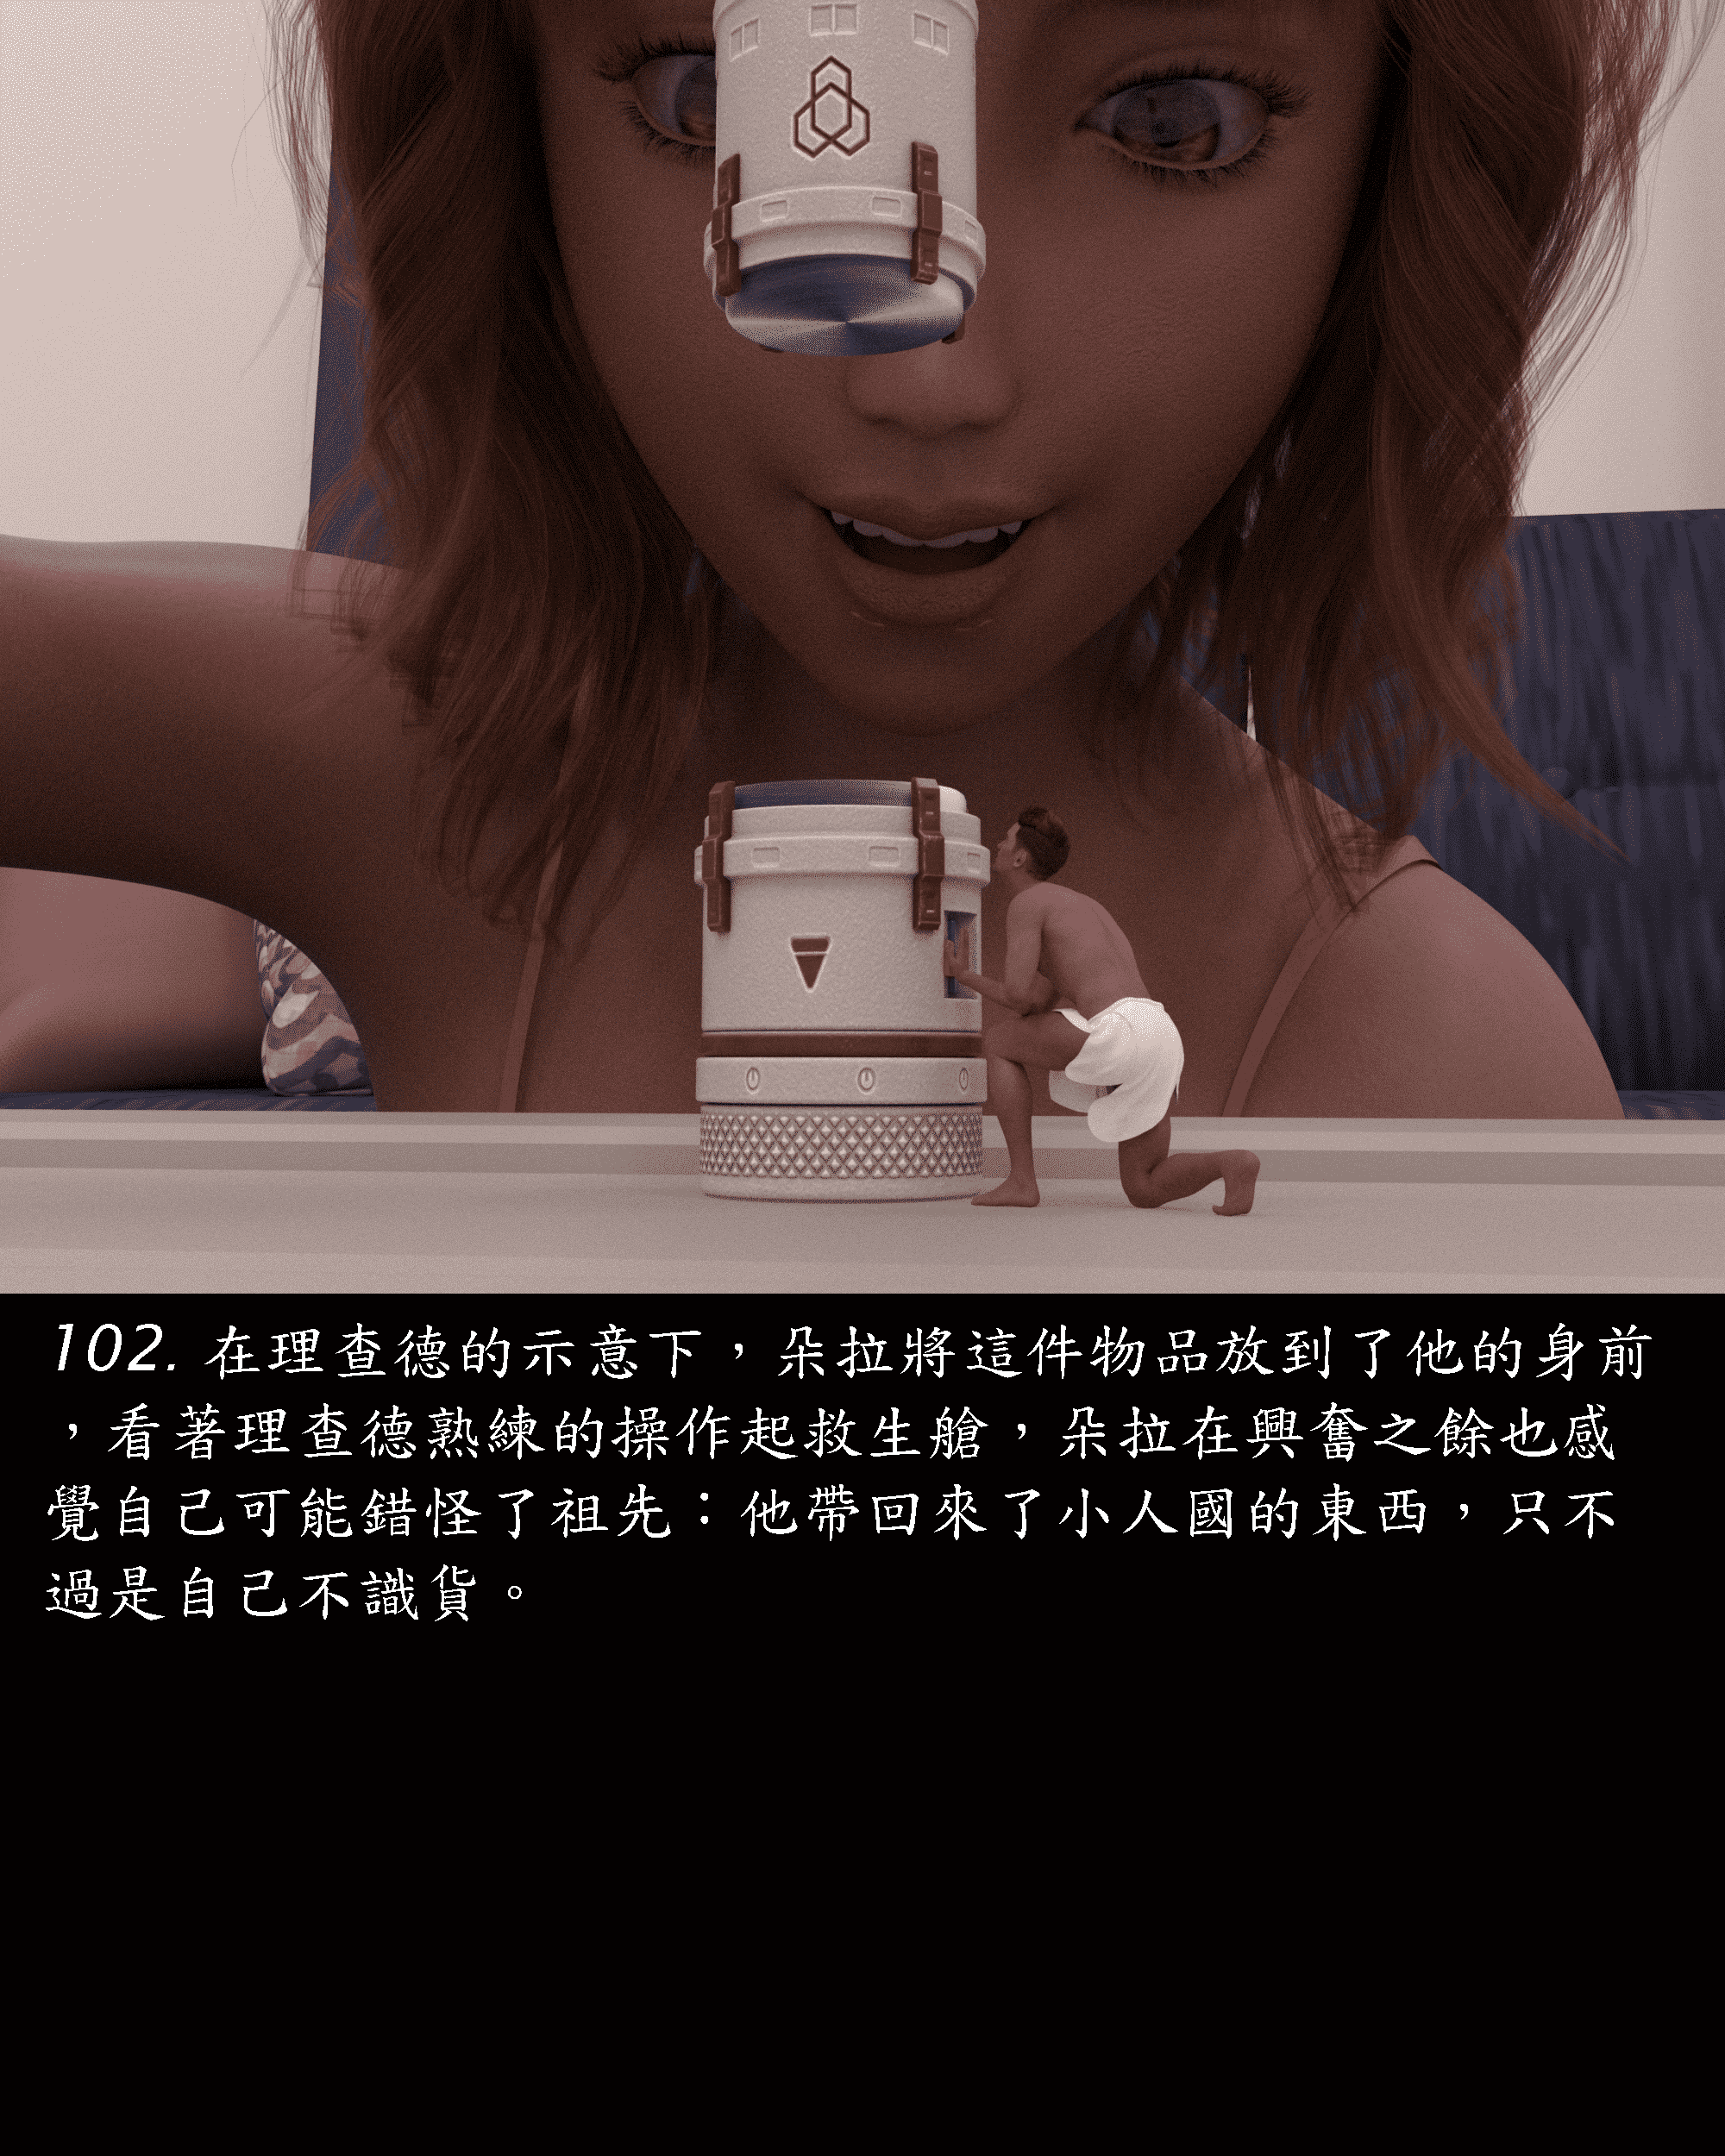 102. 在理查德的示意下，朵拉將這件物品放到了他的身前
，看著理查德熟練的操作起救生艙，朵拉在興奮之餘也感
覺自己可能錯怪了祖先：他帶回來了小人國的東西，只不
過是自己不識貨。